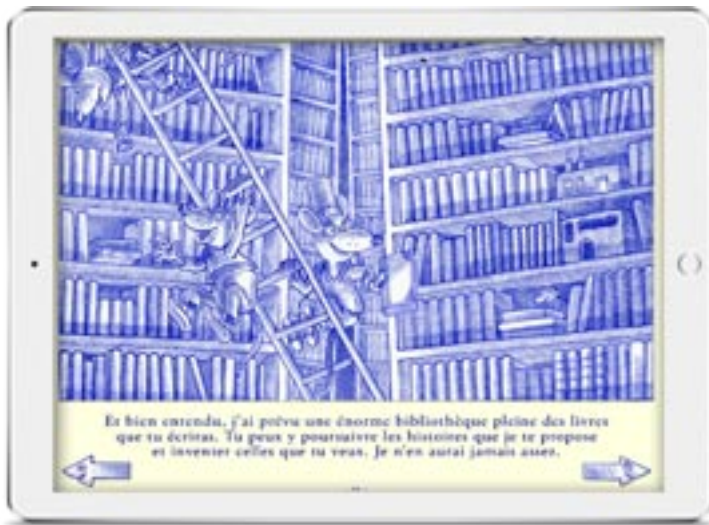 Et bien entendu, j'ai prévu une énorme bibliothèque pleine des livres
que tu écriras. Tu peux y poursuivre les histoires que je te propose
et inventer celles que tu veux. Je n'en aurai jamais assez.